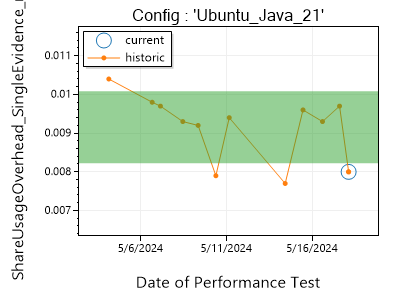 Config : 'Ubuntu_Java_21'
current
historic
ShareUsageOverhead_SingleEvidence_
0.011
0.01
0.009
0.008
0.007
5/6/2024
5/11/2024
5/16/2024
Date of Performance Test